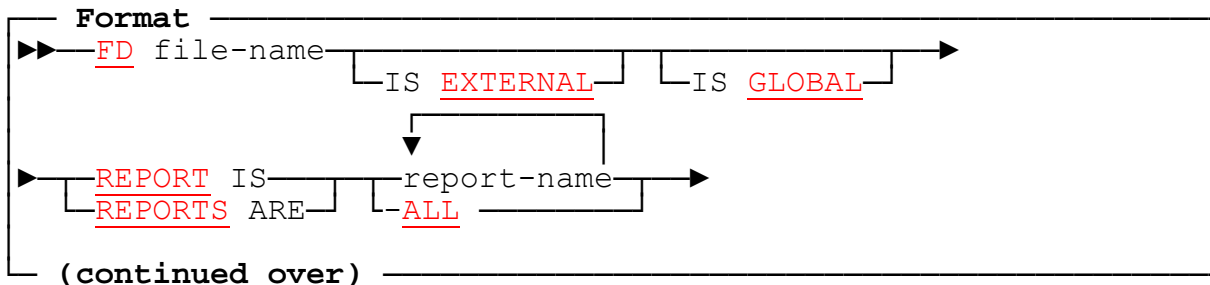 Format
FD file-name
IS EXTERNAL IS GLOBAL
REPORT IS report-name
REPORTS ARE ALL
(continued over)